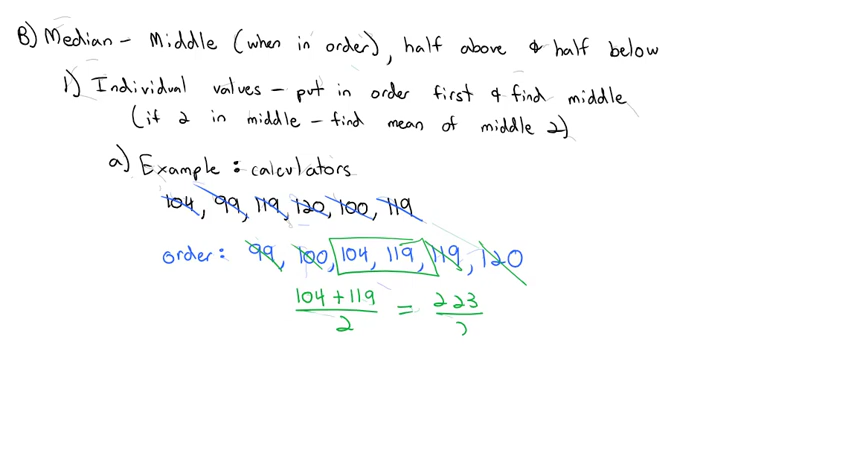 B) Median - Middle (when in order), half above & half below
1) Individual values - put in order first & find middle
(if 2 in middle - find mean of middle 2)
a) Example : calculators
104, 99, 119, 120, 100, 119
order: 99, 100, 104, 119, 119, 120
104 + 119 / 2 = 223 / 2